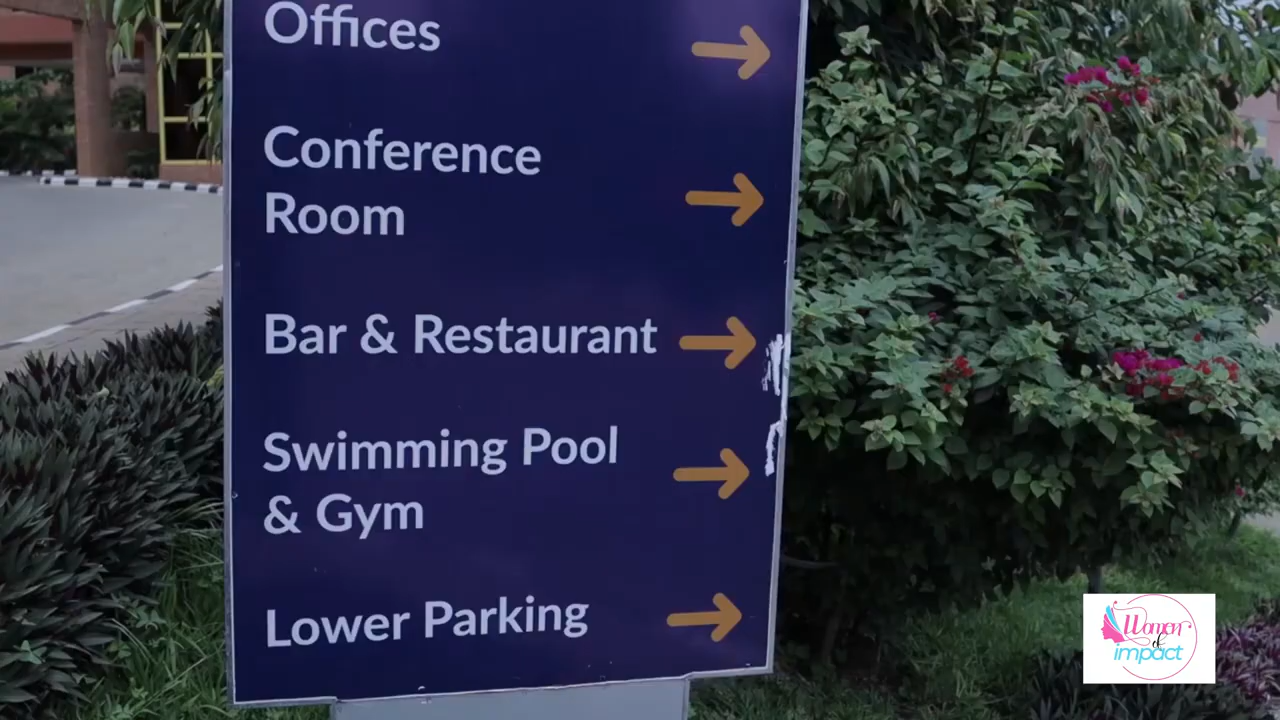 Offices
Conference
Room
Bar & Restaurant
Swimming Pool
& Gym
Lower Parking
Women
of
impact